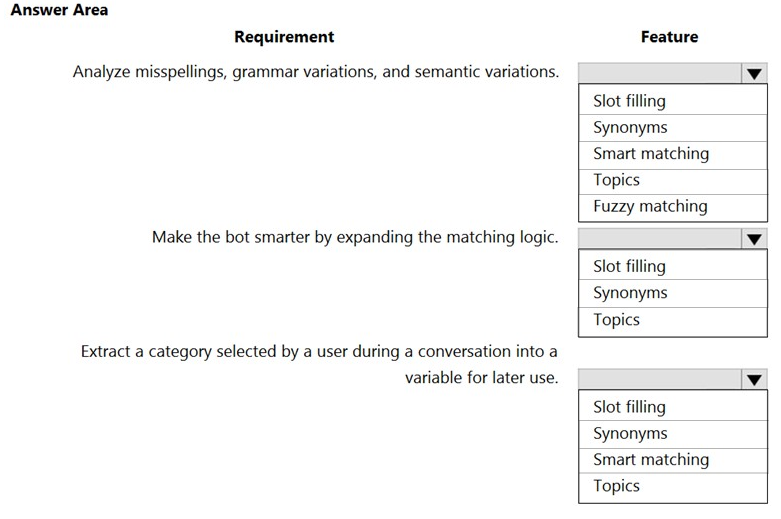 Answer Area
Requirement Feature
Analyze misspellings, grammar variations, and semantic variations.
Slot filling
Synonyms
Smart matching
Topics
Fuzzy matching
Make the bot smarter by expanding the matching logic.
Slot filling
Synonyms
Topics
Extract a category selected by a user during a conversation into a
variable for later use.
Slot filling
Synonyms
Smart matching
Topics